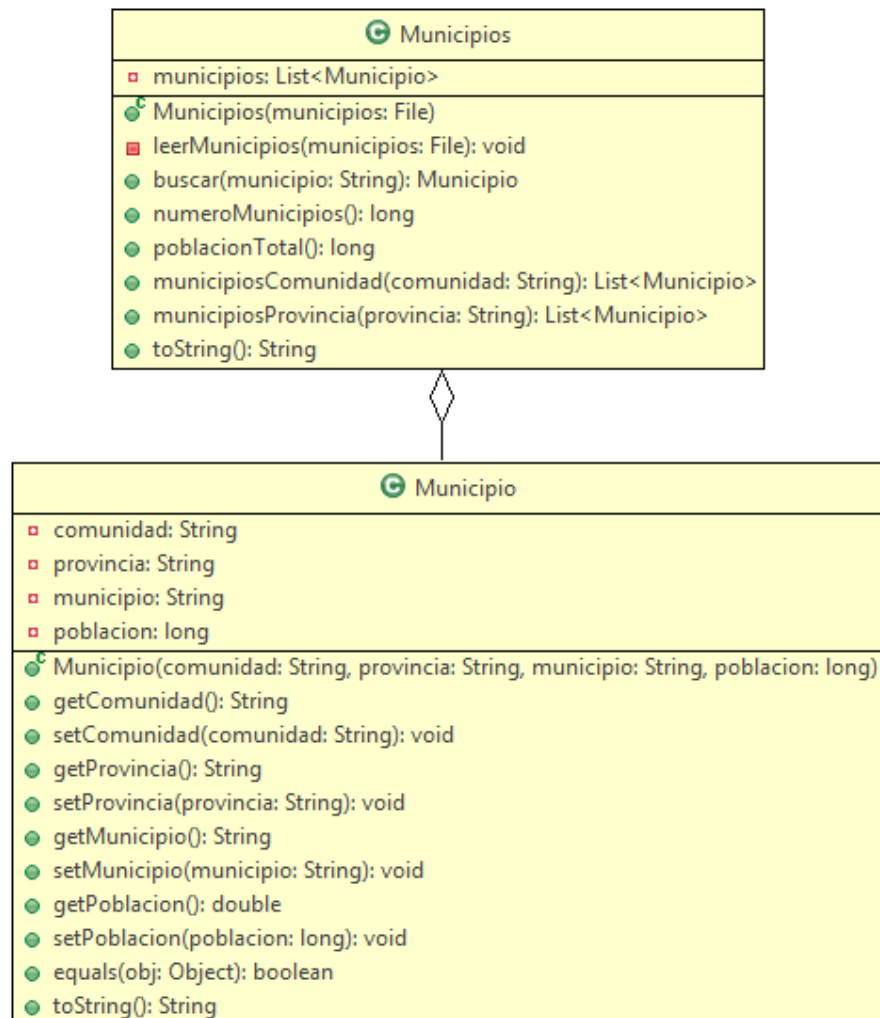 Municipios
municipios: List<Municipio>
Municipios(municipios: File)
leerMunicipios(municipios: File): void
buscar(municipio: String): Municipio
numeroMunicipios(): long
poblacionTotal(): long
municipiosComunidad(comunidad: String): List<Municipio>
municipiosProvincia(provincia: String): List<Municipio>
toString(): String
Municipio
comunidad: String
provincia: String
municipio: String
poblacion: long
Municipio(comunidad: String, provincia: String, municipio: String, poblacion: long)
getComunidad(): String
setComunidad(comunidad: String): void
getProvincia(): String
setProvincia(provincia: String): void
getMunicipio(): String
setMunicipio(municipio: String): void
getPoblacion(): double
setPoblacion(poblacion: long): void
equals(obj: Object): boolean
toString(): String